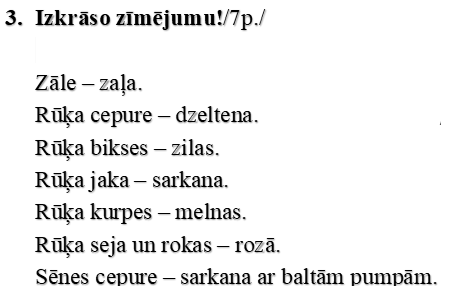 3. Izkrāso zīmējumu!/7p./
Zāle – zaļa.
Rūķa cepure – dzeltena.
Rūķa bikses – zilas.
Rūķa jaka – sarkana.
Rūķa kurpes – melnas.
Rūķa seja un rokas – rozā.
Sēnes cepure – sarkana ar baltām pumpām.